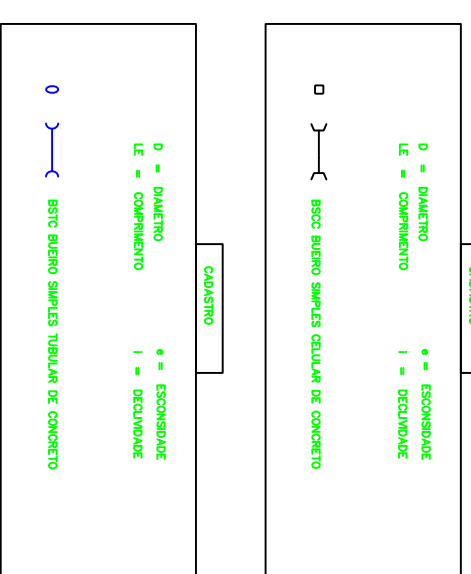 CADASTRO
D = DIAMETRO e = ESCONSIDADE
LE = COMPRIMENTO i = DECLIVIDADE
BSCC BUEIRO SIMPLES CELULAR DE CONCRETO
CADASTRO
D = DIAMETRO e = ESCONSIDADE
LE = COMPRIMENTO i = DECLIVIDADE
BSTC BUEIRO SIMPLES TUBULAR DE CONCRETO